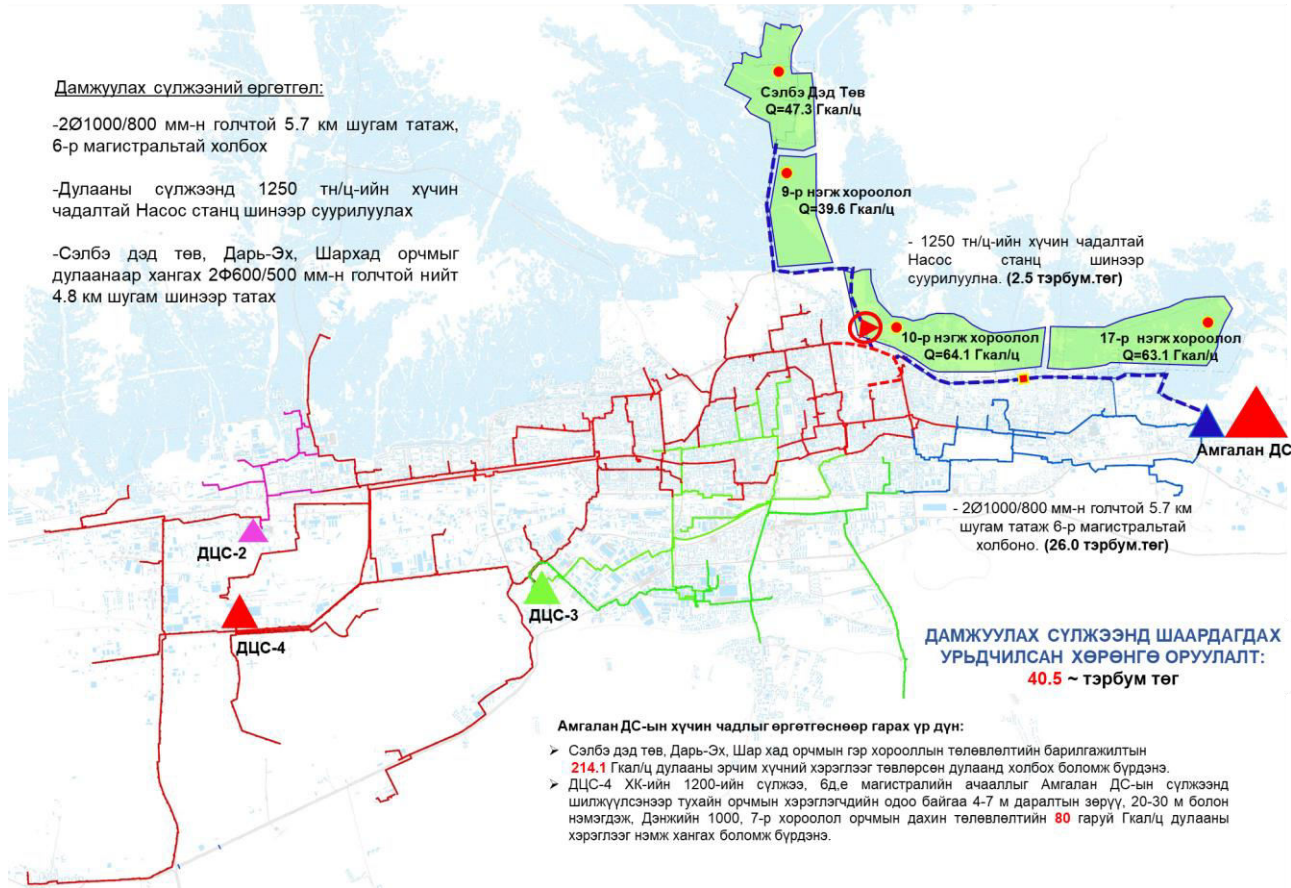 Дамжуулах сүлжээний өргөтгөл:
-2Ø1000/800 мм-н голчтой 5.7 км шугам татаж,
6-р магистральтай холбох
-Дулааны сүлжээнд 1250 тн/ц-ийн хүчин
чадалтай Насос станц шинээр суурилуулах
-Сэлбэ дэд төв, Дарь-Эх, Шархад орчмыг
дулаанаар хангах 2Ф600/500 мм-н голчтой нийт
4.8 км шугам шинээр татах
Сэлбэ Дэд Төв
Q=47.3 Гкал/ц
9-р нэгж хороолол
Q=39.6 Гкал/ц
- 1250 тн/ц-ийн хүчин чадалтай
Насос станц шинээр
суурилуулна. (2.5 тэрбум.төг)
10-р нэгж хороолол
Q=64.1 Гкал/ц
17-р нэгж хороолол
Q=63.1 Гкал/ц
Амгалан ДС
- 2Ø1000/800 мм-н голчтой 5.7 км
шугам татаж 6-р магистральтай
холбоно. (26.0 тэрбум.төг)
ДЦС-2
ДЦС-3
ДЦС-4
ДАМЖУУЛАХ СҮЛЖЭЭНД ШААРДАГДАХ
УРЬДЧИЛСАН ХӨРӨНГӨ ОРУУЛАЛТ:
40.5 ~ тэрбум төг
Амгалан ДС-ын хүчин чадлыг өргөтгөснөөр гарах үр дүн:
➢ Сэлбэ дэд төв, Дарь-Эх, Шар хад орчмын гэр хорооллын төлөвлөлтийн барилгажилтын
214.1 Гкал/ц дулааны эрчим хүчний хэрэглээг төвлөрсөн дулаанд холбох боломж бүрдэнэ.
➢ ДЦС-4 ХК-ийн 1200-ийн сүлжээ, 6д,е магистралийн ачааллыг Амгалан ДС-ын сүлжээнд
шилжүүлсэнээр тухайн орчмын хэрэглэгчдийн одоо байгаа 4-7 м даралтын зөрүү, 20-30 м болон
нэмэгдэж, Дэнжийн 1000, 7-р хороолол орчмын дахин төлөвлөлтийн 80 гаруй Гкал/ц дулааны
хэрэглээг нэмж хангах боломж бүрдэнэ.